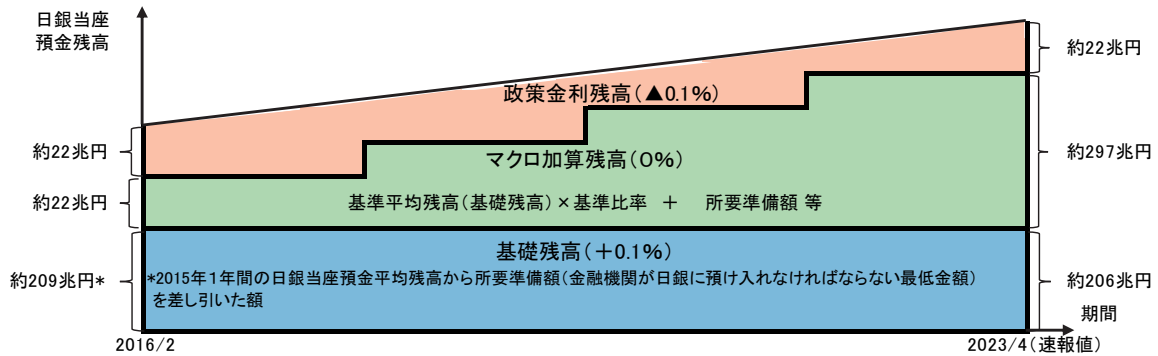 日銀当座
預金残高
約22兆円
政策金利残高(▲0.1%)
約22兆円
マクロ加算残高(0%)
約297兆円
約22兆円
基準平均残高(基礎残高)×基準比率 + 所要準備額 等
基礎残高(+0.1%)
約209兆円*
*2015年1年間の日銀当座預金平均残高から所要準備額(金融機関が日銀に預け入れなければならない最低金額)
を差し引いた額
約206兆円
期間
2016/2
2023/4(速報値)